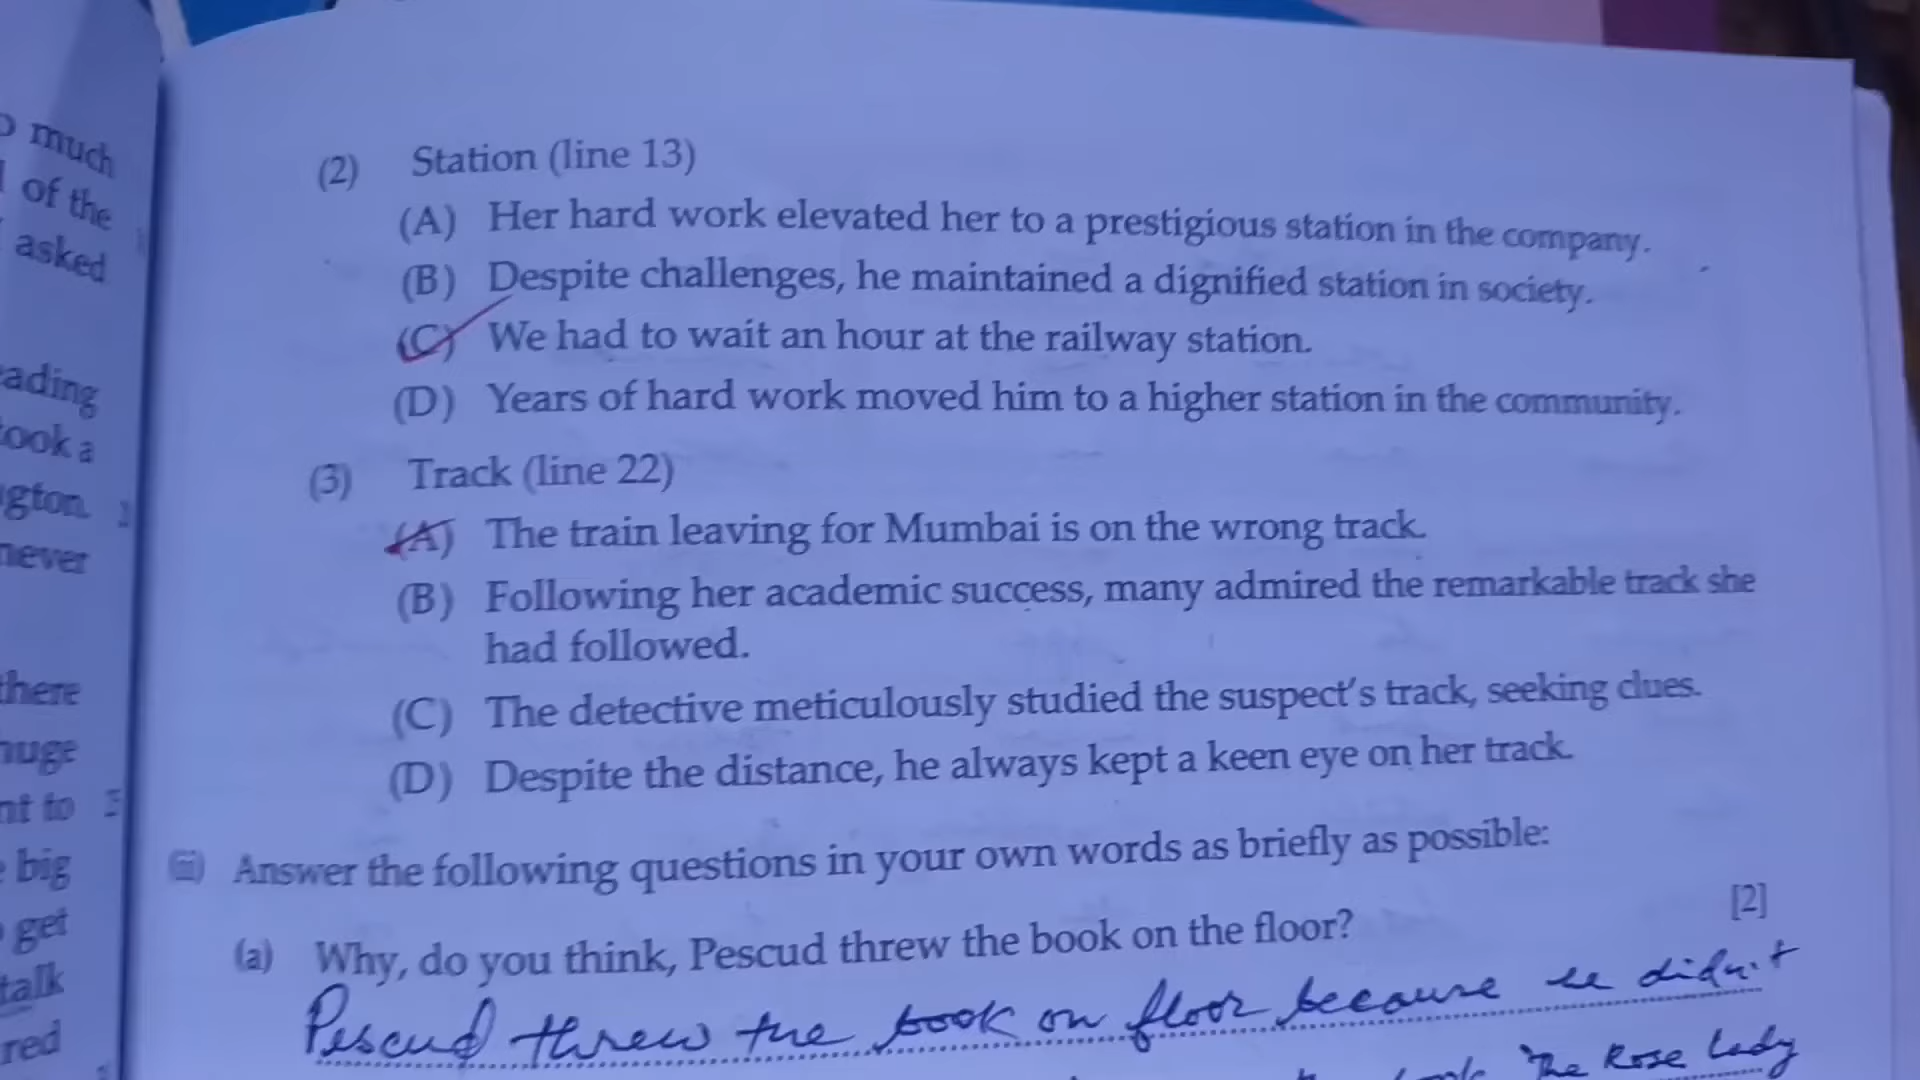 much
of the
asked
ading
ook a
gton.
never
here
huge
nt to
big
get
talk
red
(2) Station (line 13)
(A) Her hard work elevated her to a prestigious station in the company.
(B) Despite challenges, he maintained a dignified station in society.
(C) We had to wait an hour at the railway station.
(D) Years of hard work moved him to a higher station in the community.
(3) Track (line 22)
(A) The train leaving for Mumbai is on the wrong track.
(B) Following her academic success, many admired the remarkable track she
had followed.
(C) The detective meticulously studied the suspect's track, seeking clues.
(D) Despite the distance, he always kept a keen eye on her track.
(ii) Answer the following questions in your own words as briefly as possible:
(a) Why, do you think, Pescud threw the book on the floor? [2]
Pescud threw the book on floor because he didn't
The Rose Lady